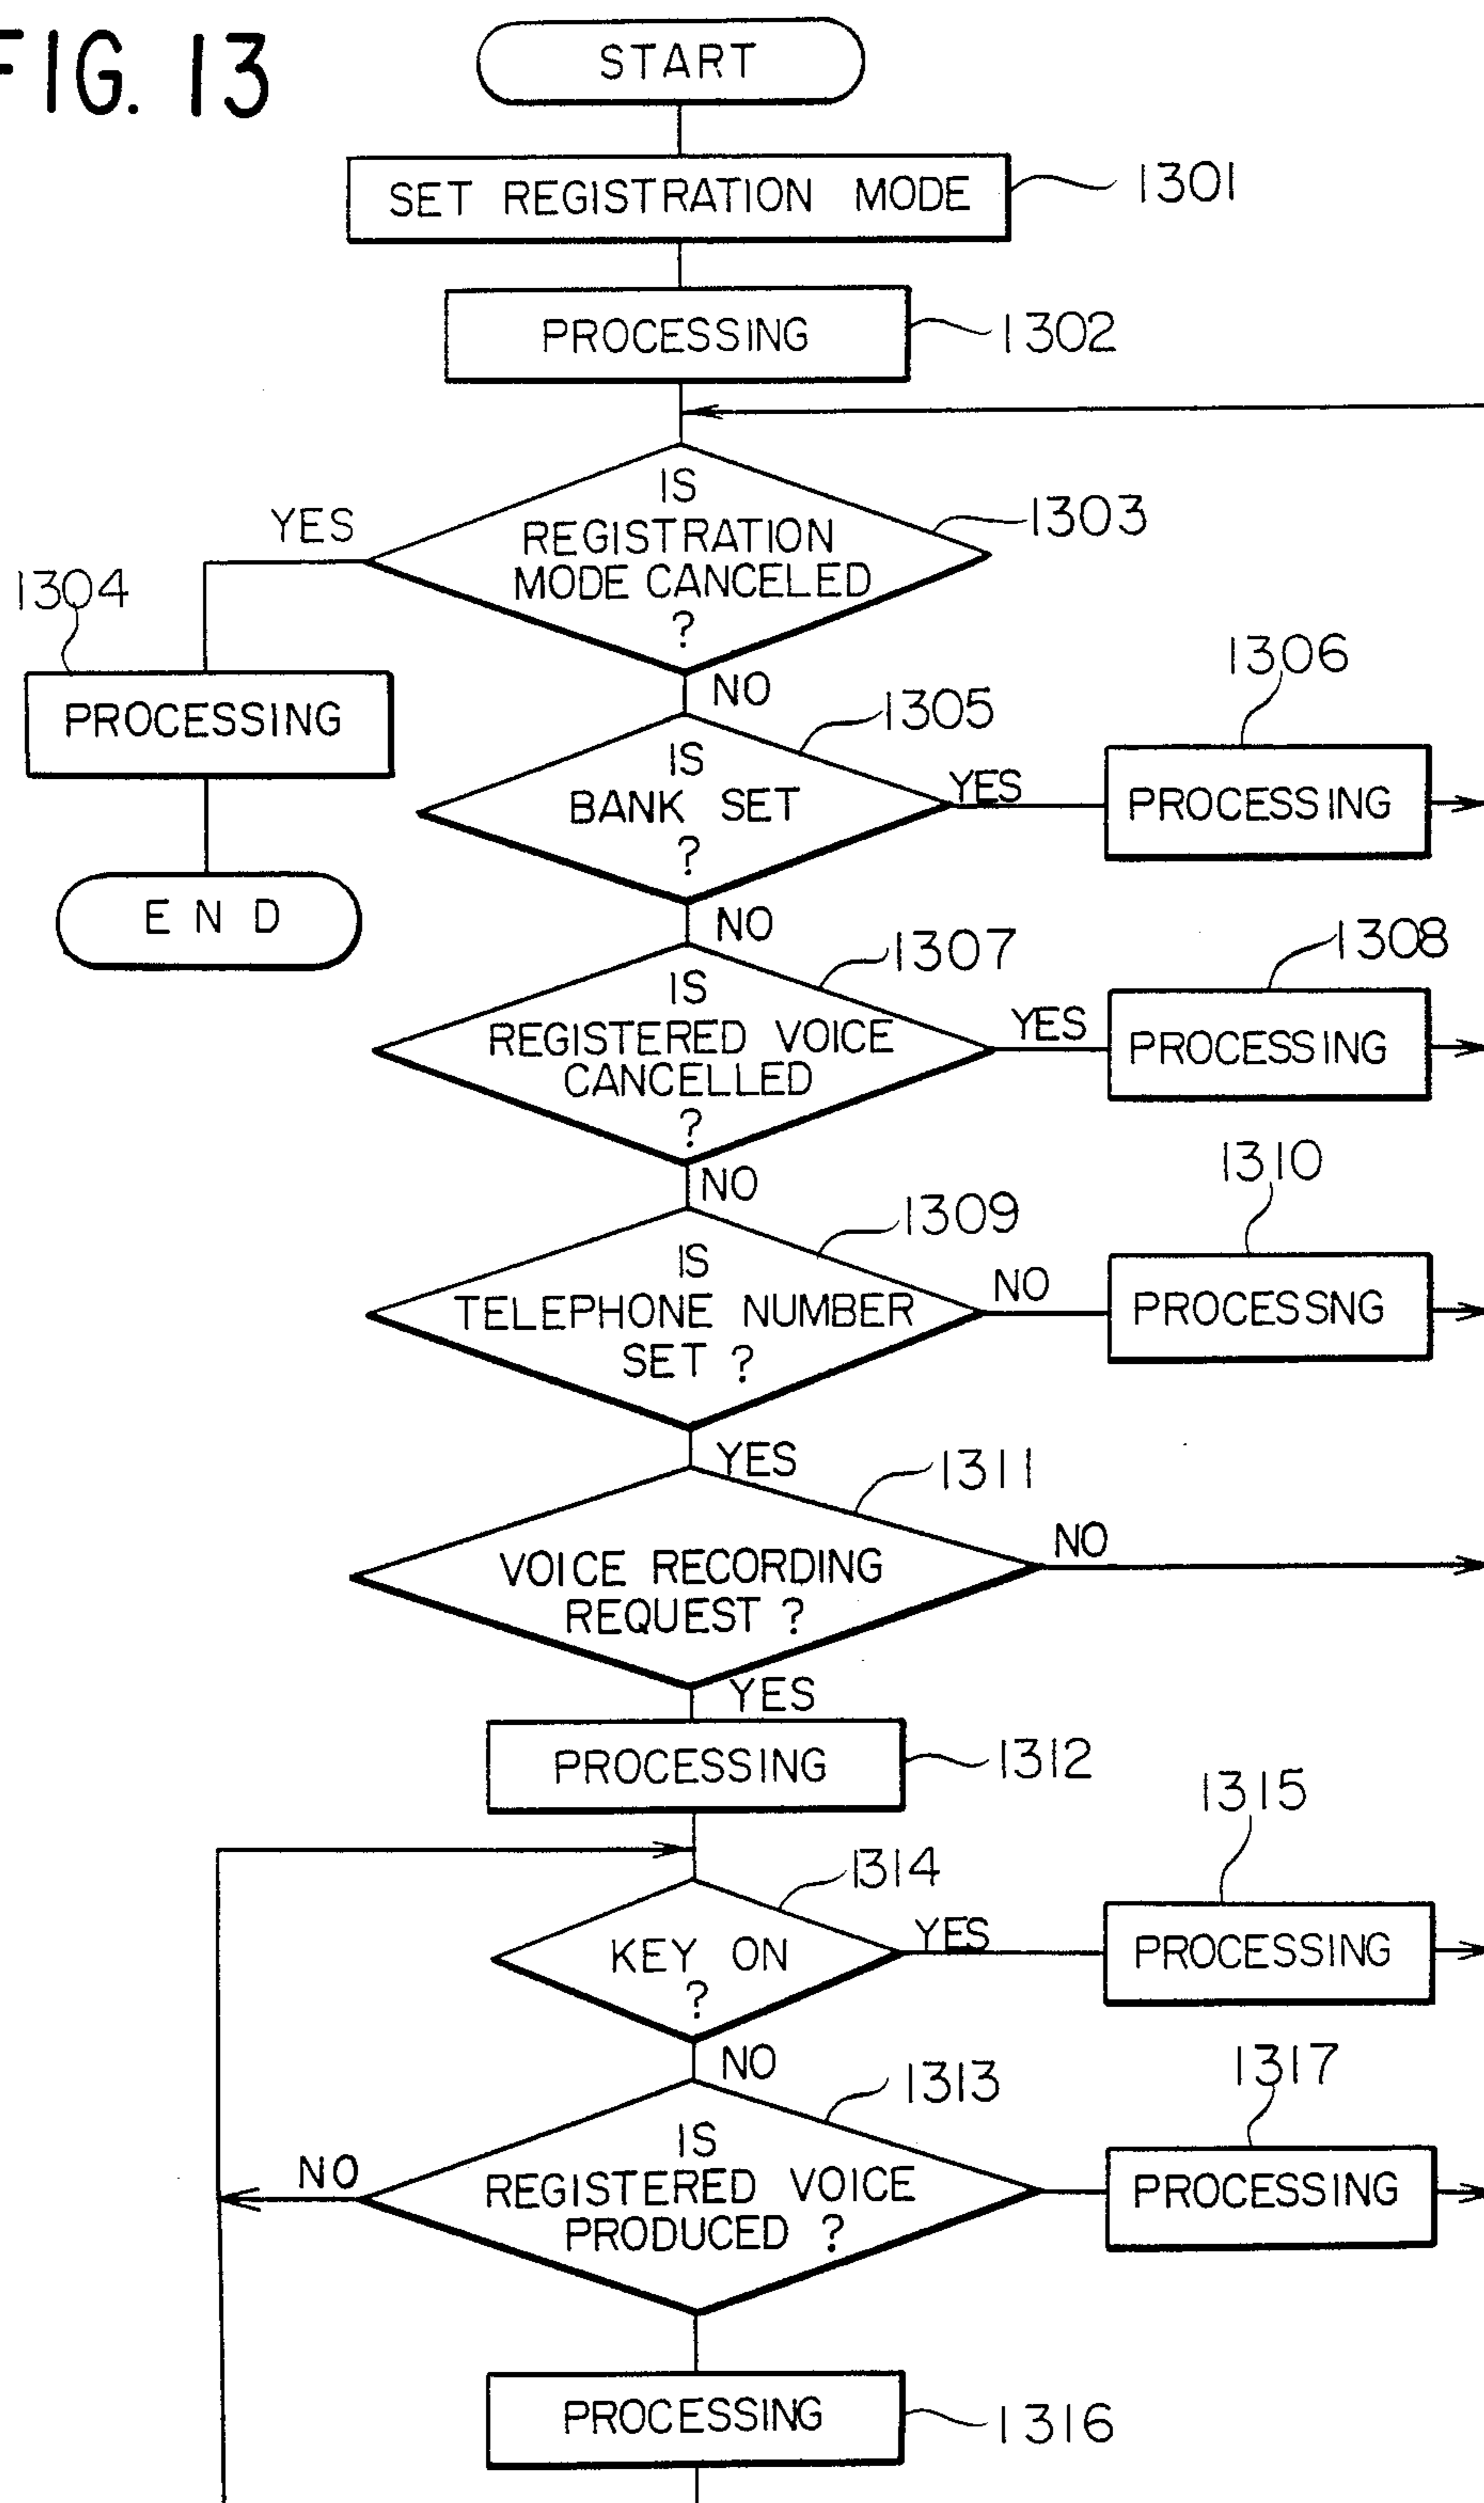 FIG. 13
START
SET REGISTRATION MODE
1301
PROCESSING
1302
IS
REGISTRATION
MODE CANCELED
?
1303
YES
1304
PROCESSING
END
NO
1305
IS
BANK SET
?
YES
1306
PROCESSING
NO
1307
IS
REGISTERED VOICE
CANCELLED
?
YES
1308
PROCESSING
NO
1309
IS
TELEPHONE NUMBER
SET ?
NO
1310
PROCESSNG
YES
1311
VOICE RECORDING
REQUEST ?
NO
YES
PROCESSING
1312
1314
KEY ON
?
YES
1315
PROCESSING
NO
1313
IS
REGISTERED VOICE
PRODUCED ?
NO
1317
PROCESSING
PROCESSING
1316